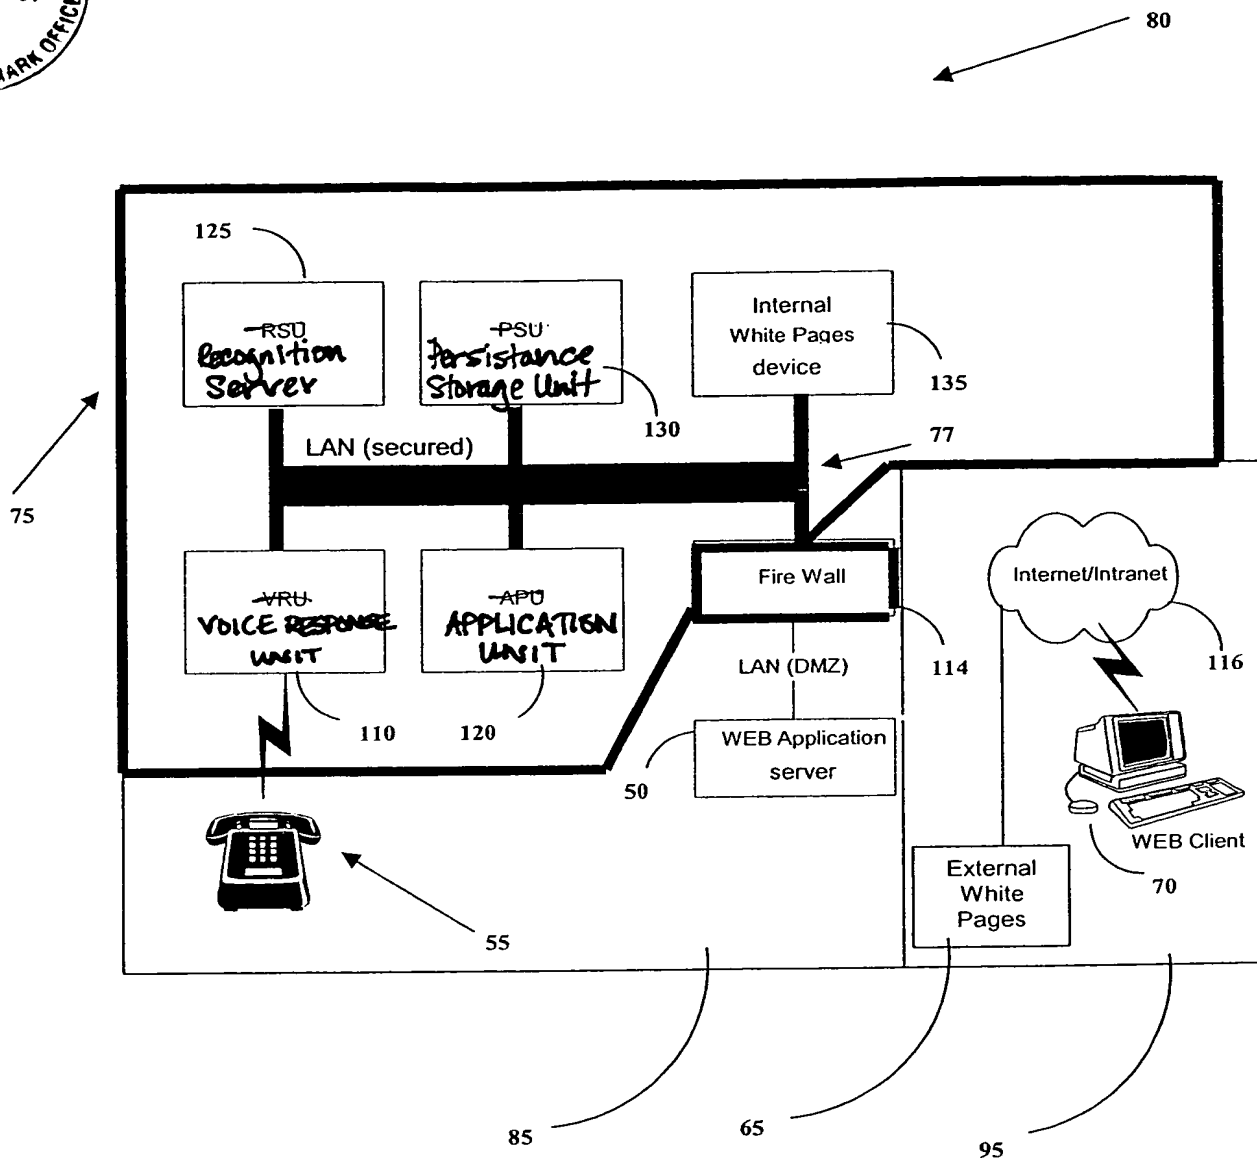 MARK OFFICE
80
125
RSU
Recognition
Server
PSU
Persistance
Storage Unit
Internal
White Pages
device
135
130
77
LAN (secured)
75
VRU
VOICE RESPONSE
UNIT
APU
APPLICATION
UNIT
Fire Wall
Internet/Intranet
LAN (DMZ)
114
116
110
120
WEB Application
server
50
WEB Client
70
External
White
Pages
55
85
65
95